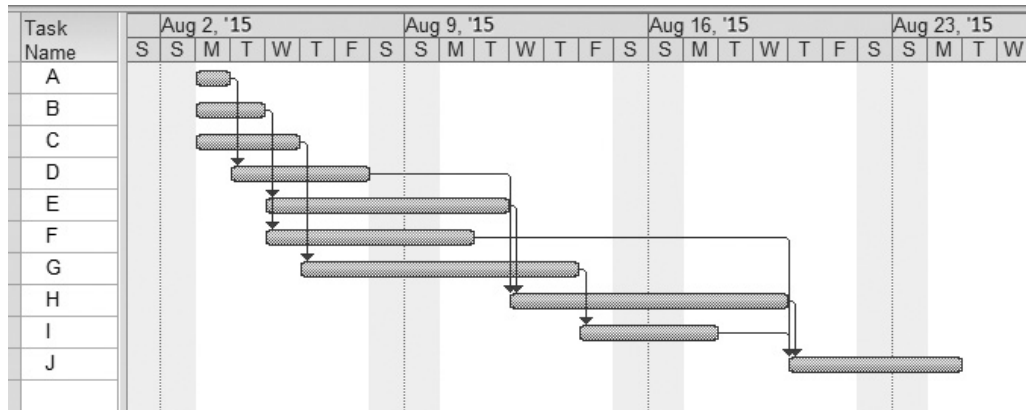 Task Name
Aug 2, '15 Aug 9, '15 Aug 16, '15 Aug 23, '15
S S M T W T F S S M T W T F S S M T W T F S S M T W
A
B
C
D
E
F
G
H
I
J